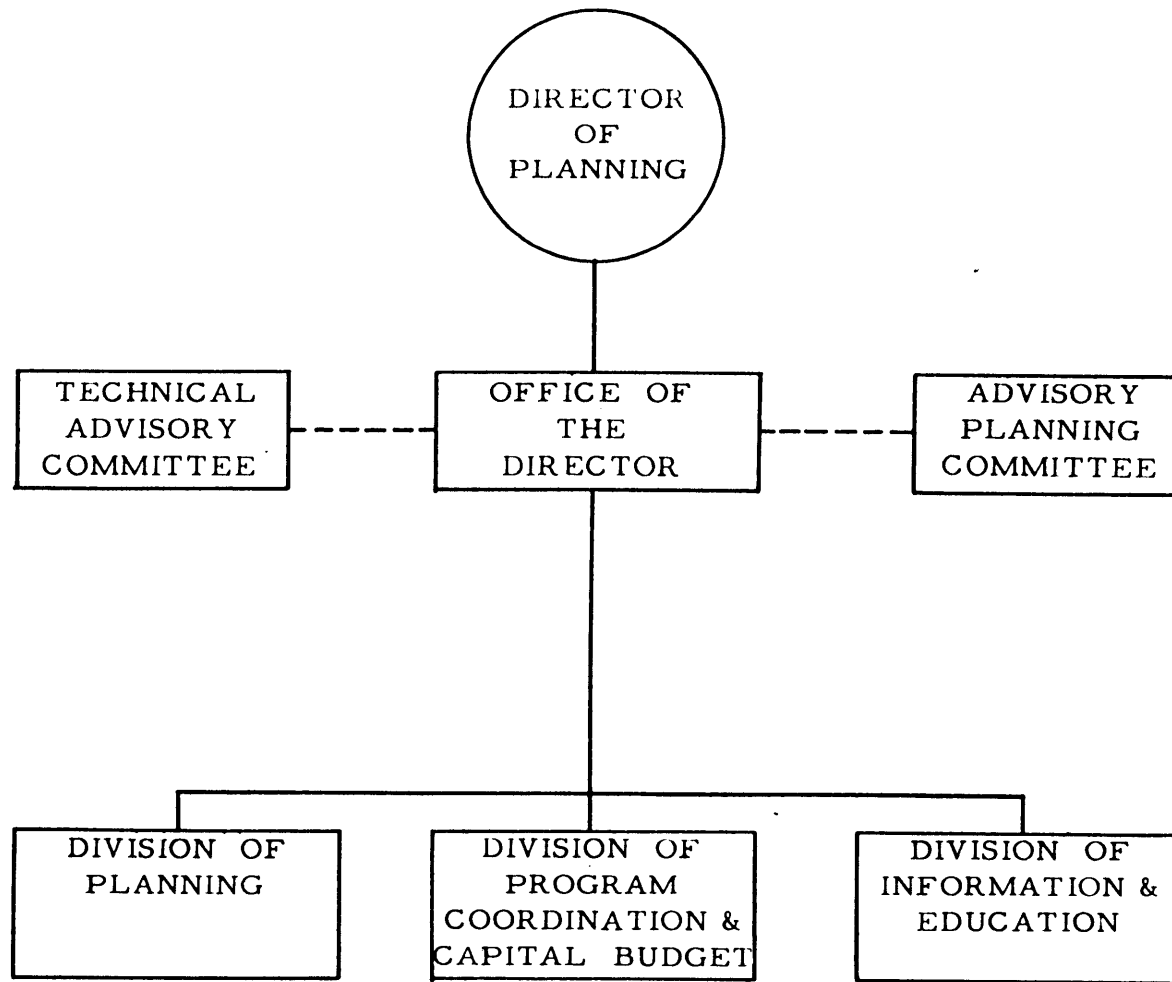 DIRECTOR
OF
PLANNING
TECHNICAL
ADVISORY
COMMITTEE
OFFICE OF
THE
DIRECTOR
ADVISORY
PLANNING
COMMITTEE
DIVISION OF
PLANNING
DIVISION OF
PROGRAM
COORDINATION &
CAPITAL BUDGET
DIVISION OF
INFORMATION &
EDUCATION